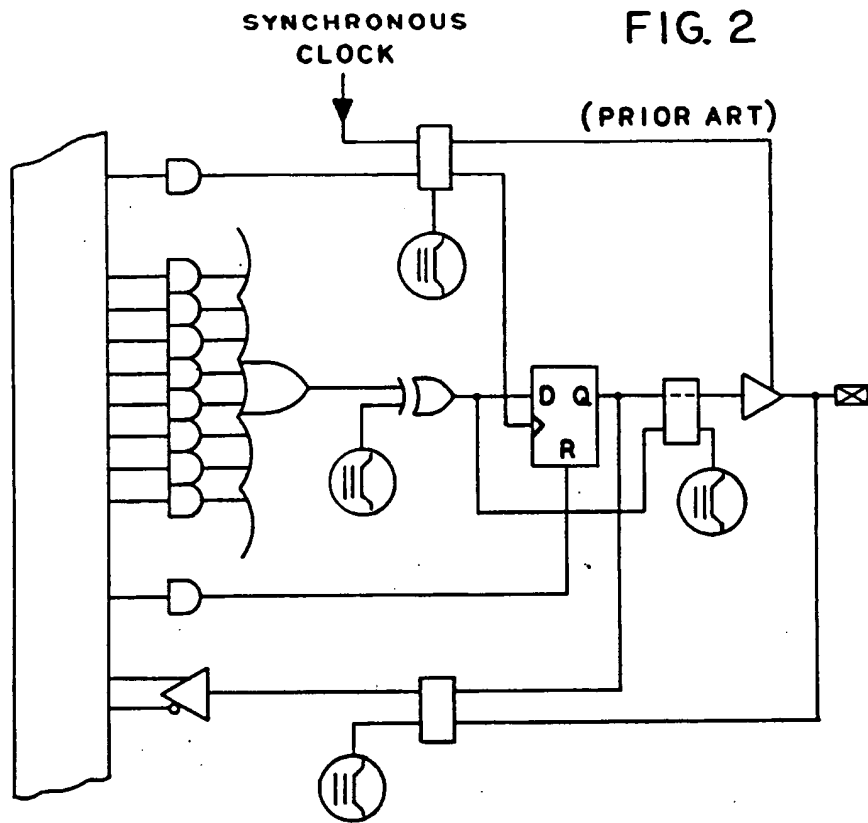 FIG. 2
SYNCHRONOUS
CLOCK
(PRIOR ART)
D Q
R